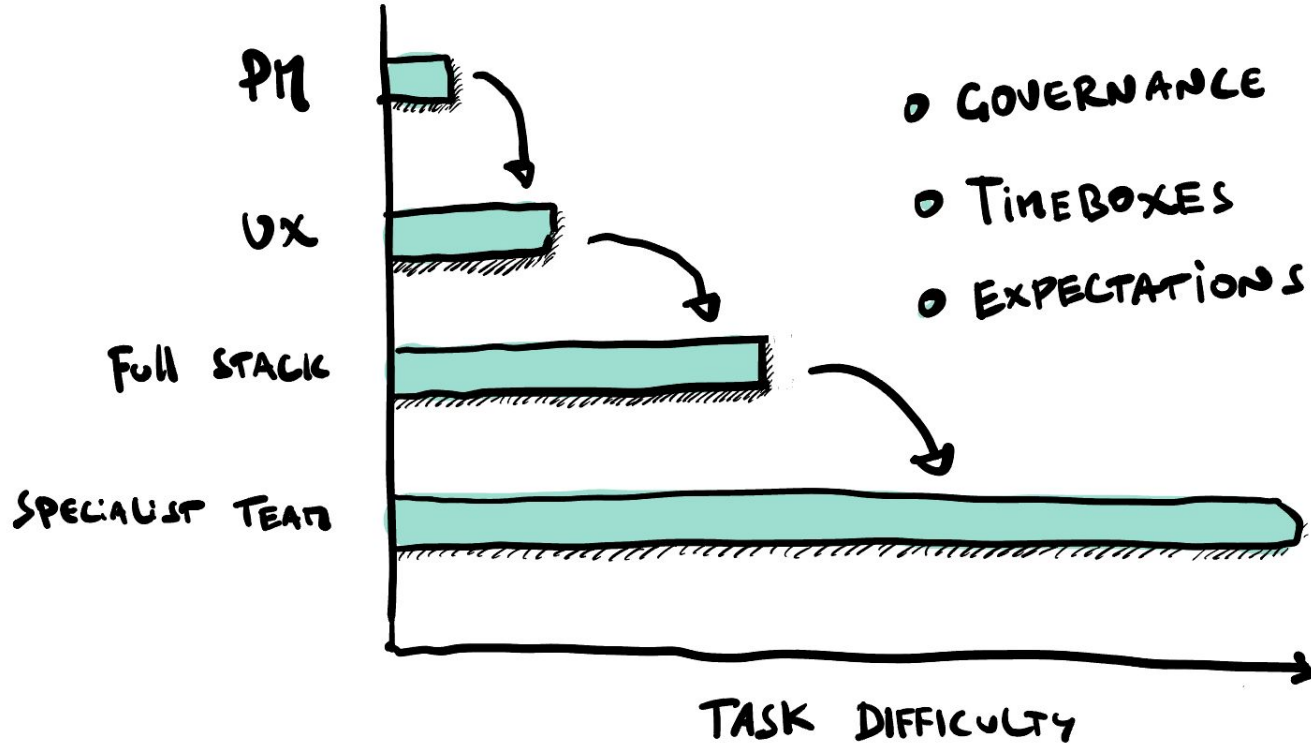 PM
UX
FUll STACK
SPECiALiST TEAM
GOVERNANCE
TiMEBOXES
EXPECTATiONS
TASK DIFFICULTY